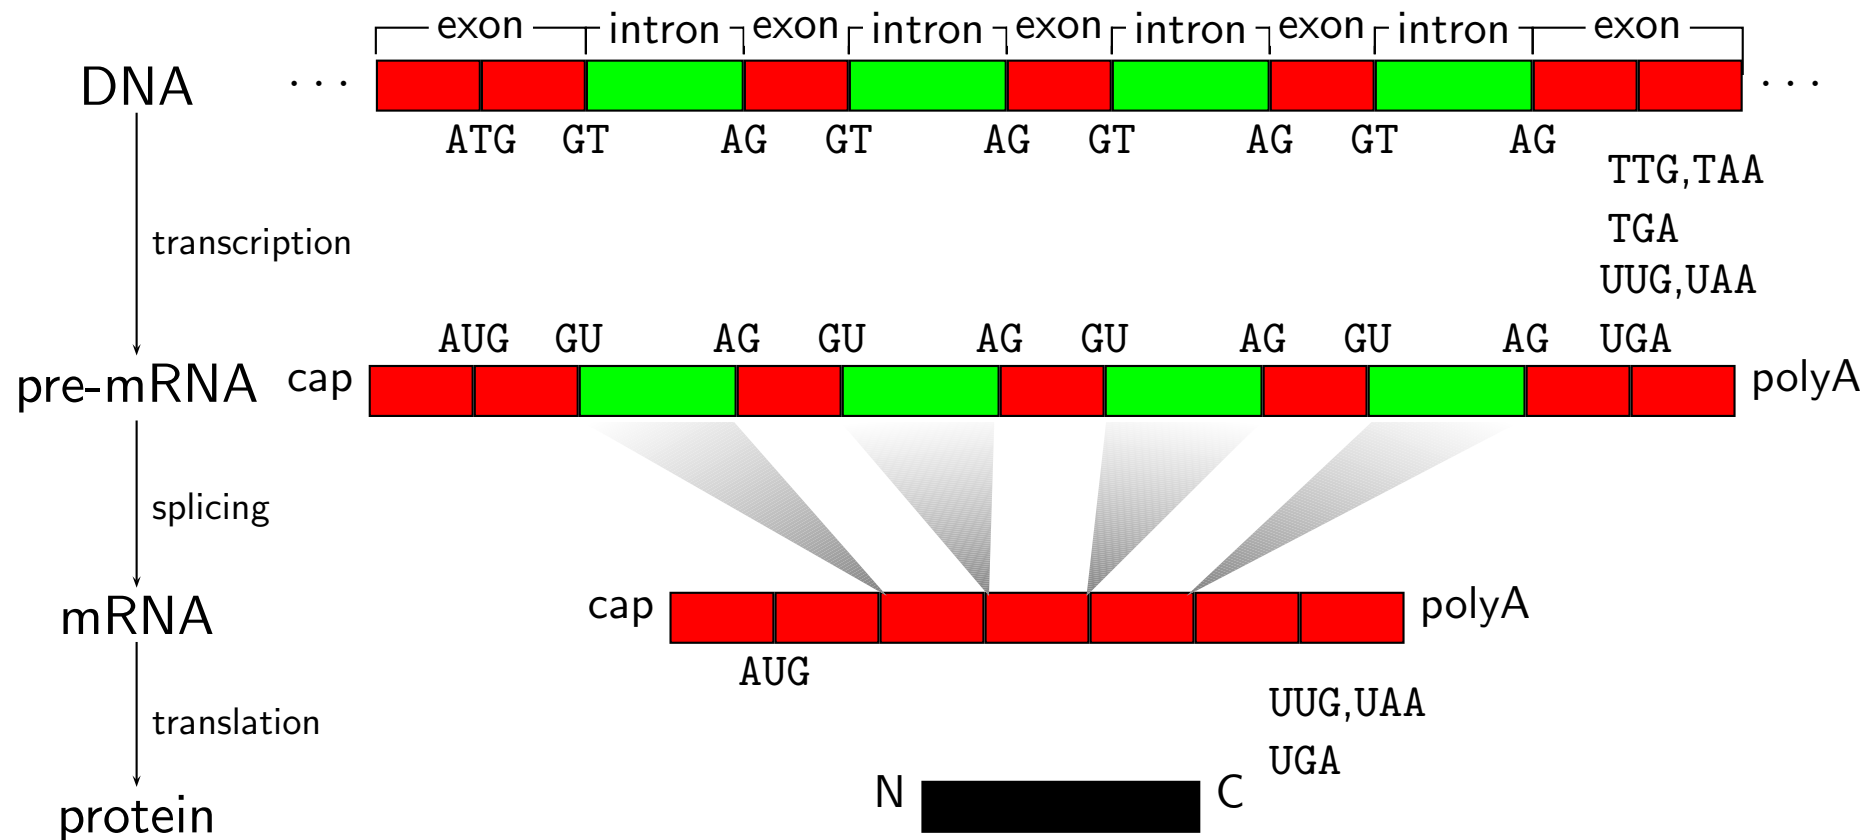 exon intron exon intron exon intron exon intron exon
DNA ... ...
ATG GT AG GT AG GT AG GT AG
TTG,TAA
TGA
transcription
UUG,UAA
AUG GU AG GU AG GU AG GU AG UGA
pre-mRNA cap polyA
splicing
mRNA cap polyA
AUG
UUG,UAA
translation
UGA
N C
protein